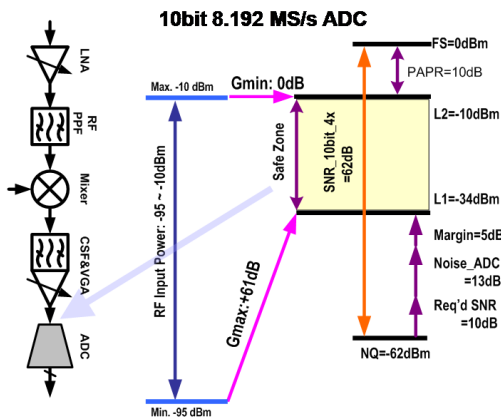 10bit 8.192 MS/s ADC
LNA
RF
PPF
Mixer
CSF&VGA
ADC
Max. -10 dBm
RF Input Power: -95 ~ -10dBm
Min. -95 dBm
Gmin: 0dB
Gmax:+61dB
Safe Zone
SNR_10bit_4x
=62dB
FS=0dBm
PAPR=10dB
L2=-10dBm
L1=-34dBm
Margin=5dB
Noise_ADC
=13dB
Req'd SNR
=10dB
NQ=-62dBm